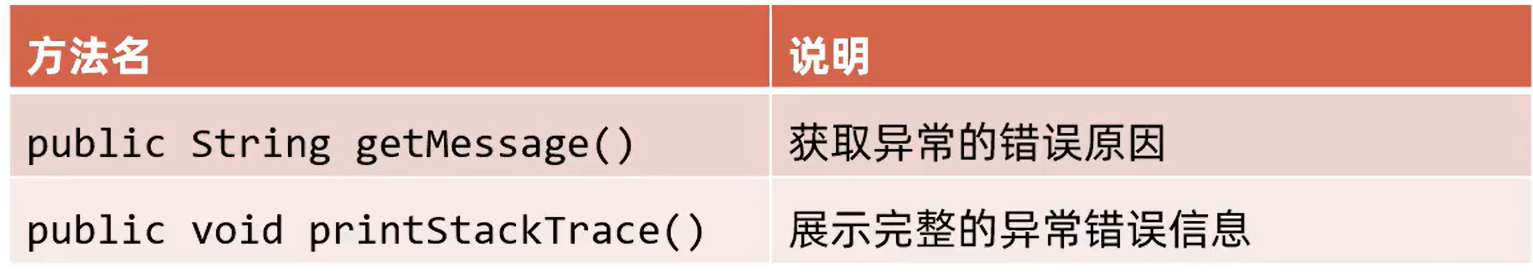 方法名 说明
public String getMessage() 获取异常的错误原因
public void printStackTrace() 展示完整的异常错误信息